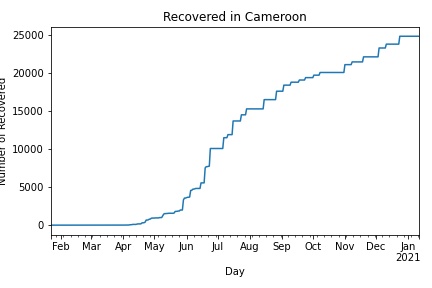 Recovered in Cameroon
Number of Recovered
25000
20000
15000
10000
5000
0
Feb Mar Apr May Jun Jul Aug Sep Oct Nov Dec Jan
2021
Day